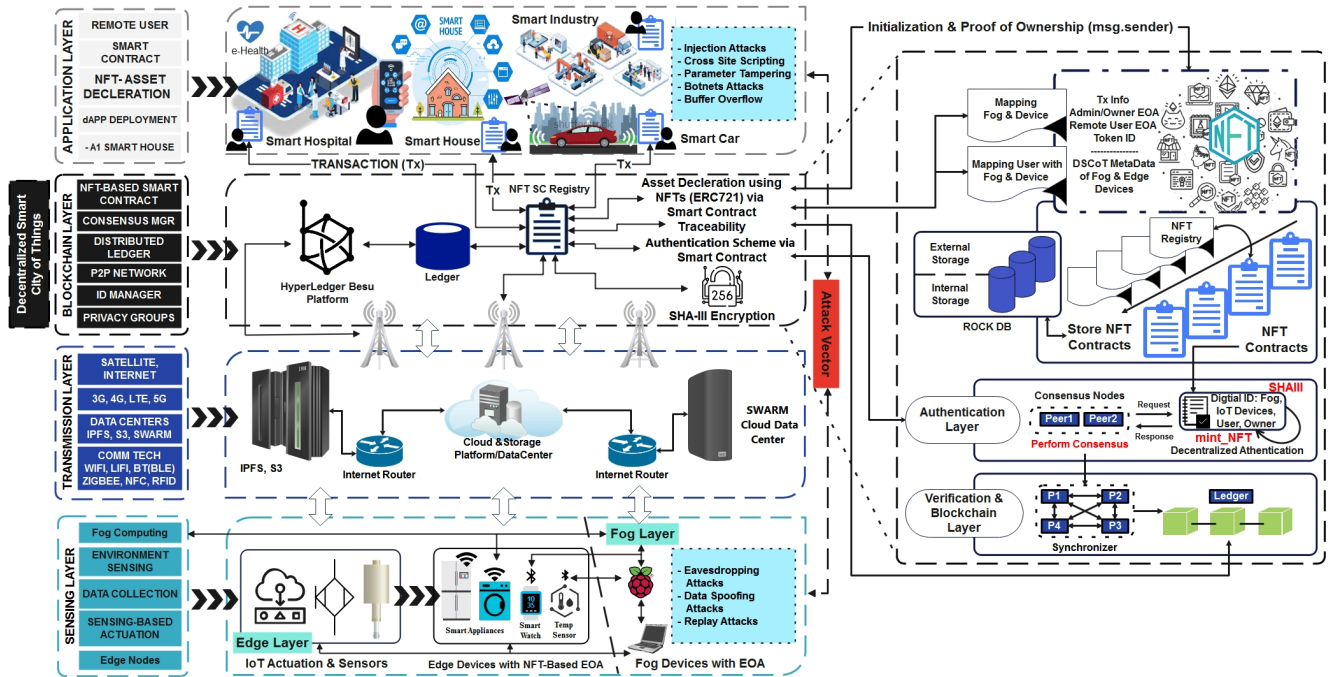 Decentralized Smart
City of Things
APPLICATION LAYER
REMOTE USER
SMART
CONTRACT
NFT- ASSET
DECLERATION
dAPP DEPLOYMENT
- A1 SMART HOUSE
e-Health
SMART
HOUSE
Smart Industry
Smart Hospital
Smart House
Smart Car
- Injection Attacks
- Cross Site Scripting
- Parameter Tampering
- Botnets Attacks
- Buffer Overflow
TRANSACTION (Tx)
Tx
Tx
BLOCKCHAIN LAYER
NFT-BASED SMART
CONTRACT
CONSENSUS MGR
DISTRIBUTED
LEDGER
P2P NETWORK
ID MANAGER
PRIVACY GROUPS
HyperLedger Besu
Platform
Ledger
NFT SC Registry
Asset Decleration using
NFTs (ERC721) via
Smart Contract
Traceability
Authentication Scheme via
Smart Contract
256
SHA-III Encryption
Attack Vector
TRANSMISSION LAYER
SATELLITE,
INTERNET
3G, 4G, LTE, 5G
DATA CENTERS
IPFS, S3, SWARM
COMM TECH
WIFI, LIFI, BT(BLE)
ZIGBEE, NFC, RFID
IPFS, S3
Internet Router
Cloud & Storage
Platform/DataCenter
Internet Router
SWARM
Cloud Data
Center
SENSING LAYER
Fog Computing
ENVIRONMENT
SENSING
DATA COLLECTION
SENSING-BASED
ACTUATION
Edge Nodes
Edge Layer
IoT Actuation & Sensors
Smart Appliances
Smart
Watch
Temp
Sensor
Edge Devices with NFT-Based EOA
Fog Layer
Fog Devices with EOA
- Eavesdropping
Attacks
- Data Spoofing
Attacks
- Replay Attacks
Initialization & Proof of Ownership (msg.sender)
Mapping
Fog & Device
Mapping User with
Fog & Device
Tx Info
Admin/Owner EOA
Remote User EOA
Token ID
DSCoT MetaData
of Fog & Edge
Devices
NFT
External
Storage
Internal
Storage
ROCK DB
NFT
Registry
Store NFT
Contracts
NFT
Contracts
Authentication
Layer
Consensus Nodes
Peer1
Peer2
Perform Consensus
Request
Response
SHAIII
Digtial ID: Fog,
IoT Devices,
User, Owner
mint_NFT
Decentralized Athentication
Verification &
Blockchain
Layer
P1
P2
P4
P3
Synchronizer
Ledger